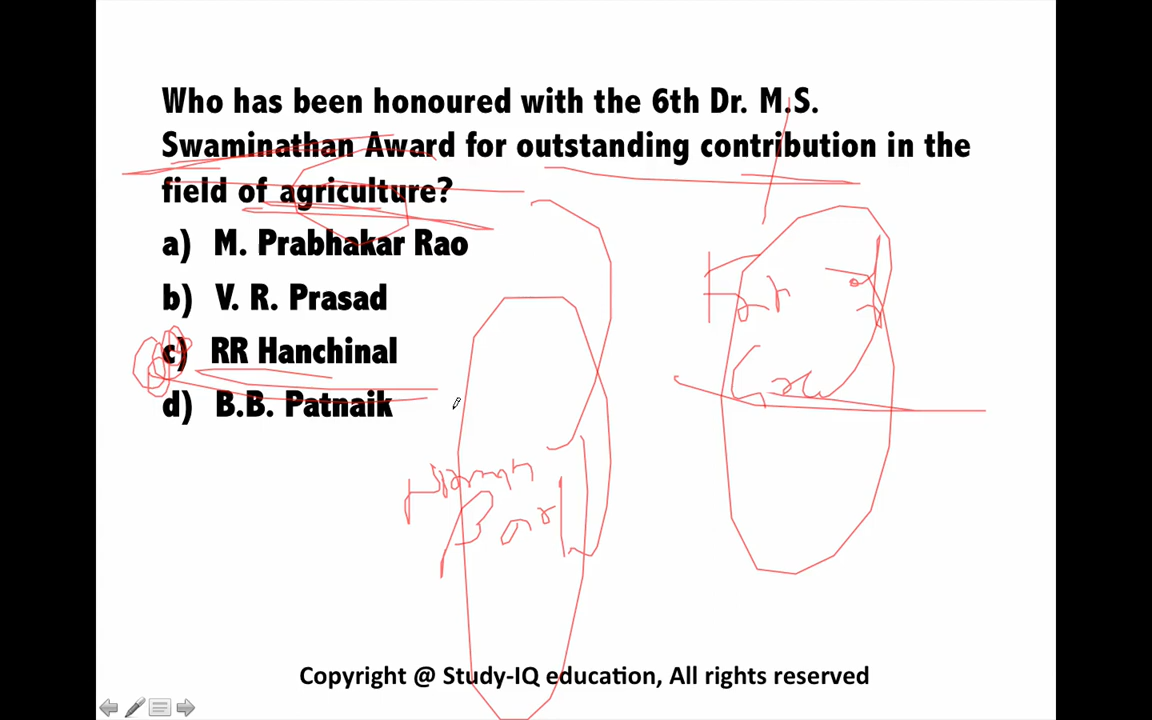 Who has been honoured with the 6th Dr. M.S.
Swaminathan Award for outstanding contribution in the
field of agriculture?
a) M. Prabhakar Rao
b) V. R. Prasad
c) RR Hanchinal
d) B.B. Patnaik
Copyright @ Study-IQ education, All rights reserved